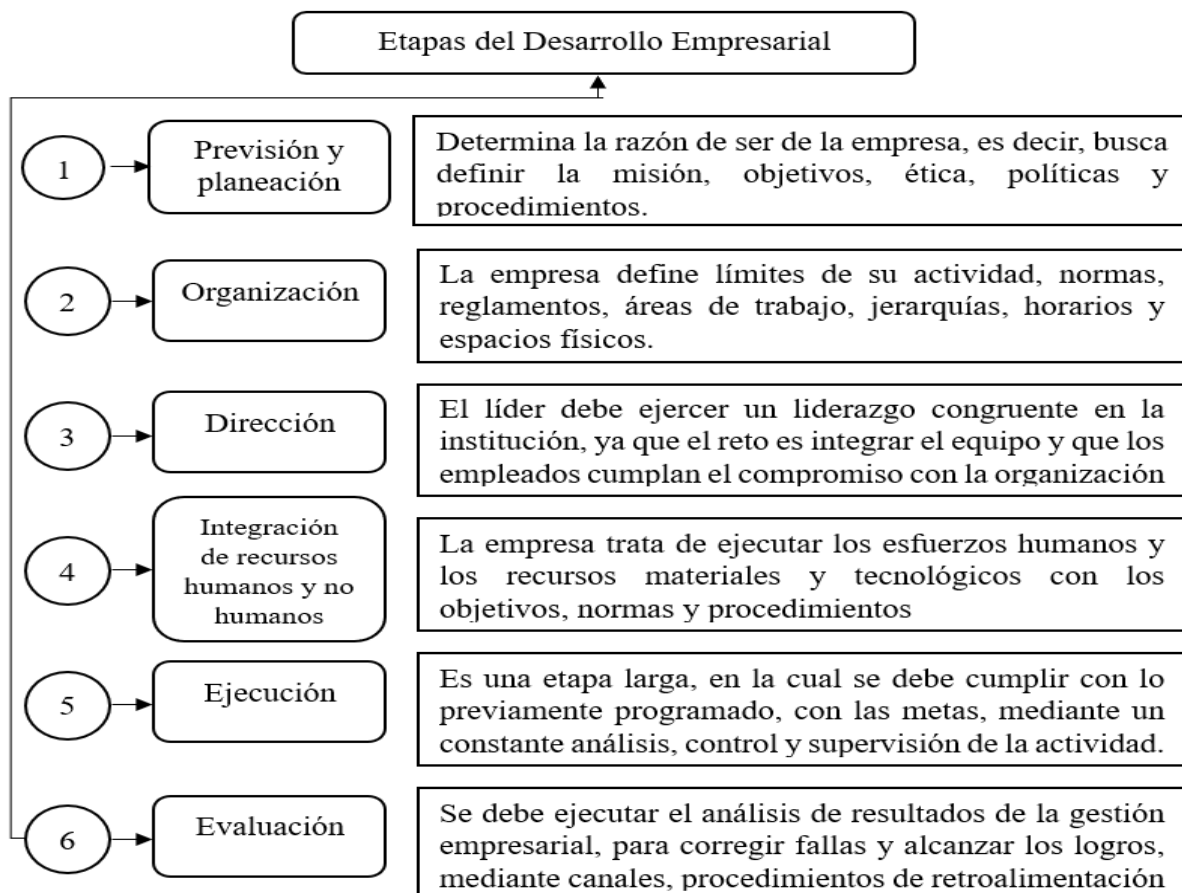 Etapas del Desarrollo Empresarial
1
Previsión y
planeación
Determina la razón de ser de la empresa, es decir, busca
definir la misión, objetivos, ética, políticas y
procedimientos.
2
Organización
La empresa define límites de su actividad, normas,
reglamentos, áreas de trabajo, jerarquías, horarios y
espacios físicos.
3
Dirección
El líder debe ejercer un liderazgo congruente en la
institución, ya que el reto es integrar el equipo y que los
empleados cumplan el compromiso con la organización
4
Integración
de recursos
humanos y no
humanos
La empresa trata de ejecutar los esfuerzos humanos y
los recursos materiales y tecnológicos con los
objetivos, normas y procedimientos
5
Ejecución
Es una etapa larga, en la cual se debe cumplir con lo
previamente programado, con las metas, mediante un
constante análisis, control y supervisión de la actividad.
6
Evaluación
Se debe ejecutar el análisis de resultados de la gestión
empresarial, para corregir fallas y alcanzar los logros,
mediante canales, procedimientos de retroalimentación